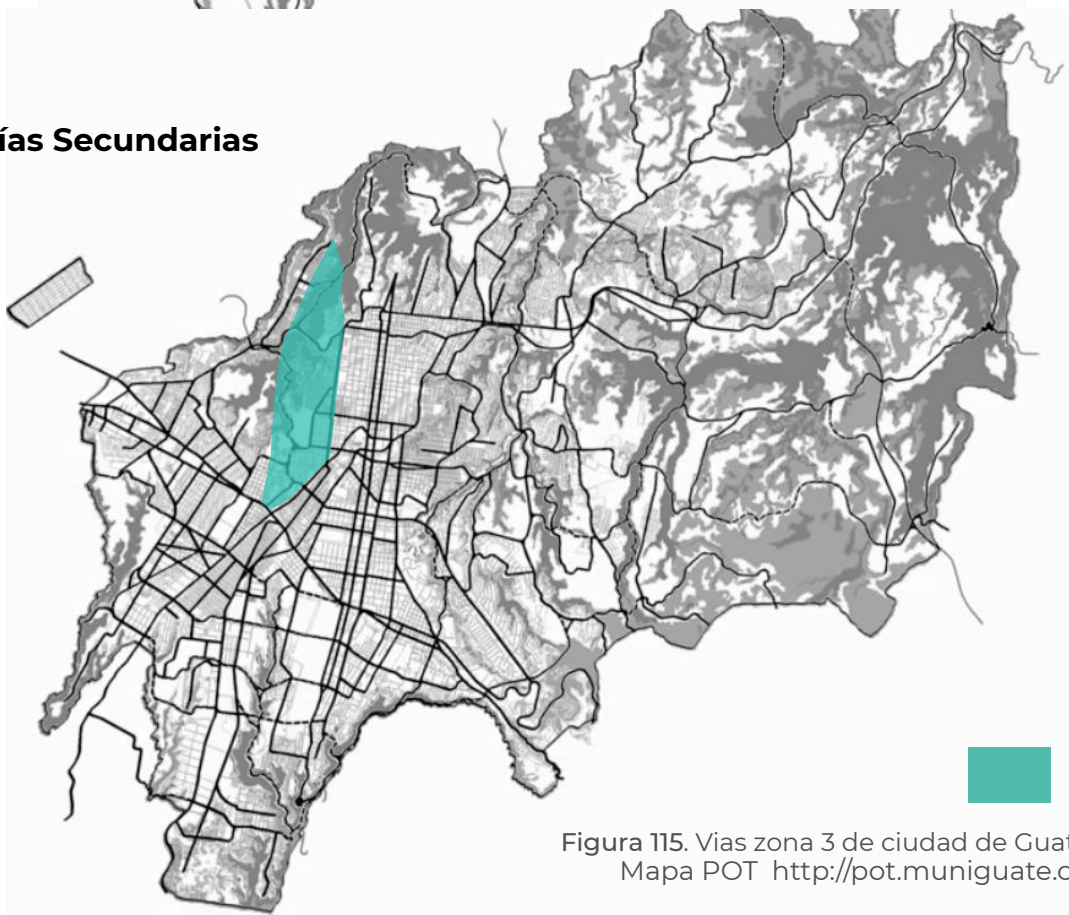 ías Secundarias
Figura 115. Vias zona 3 de ciudad de Guat
Mapa POT http://pot.muniguate.c